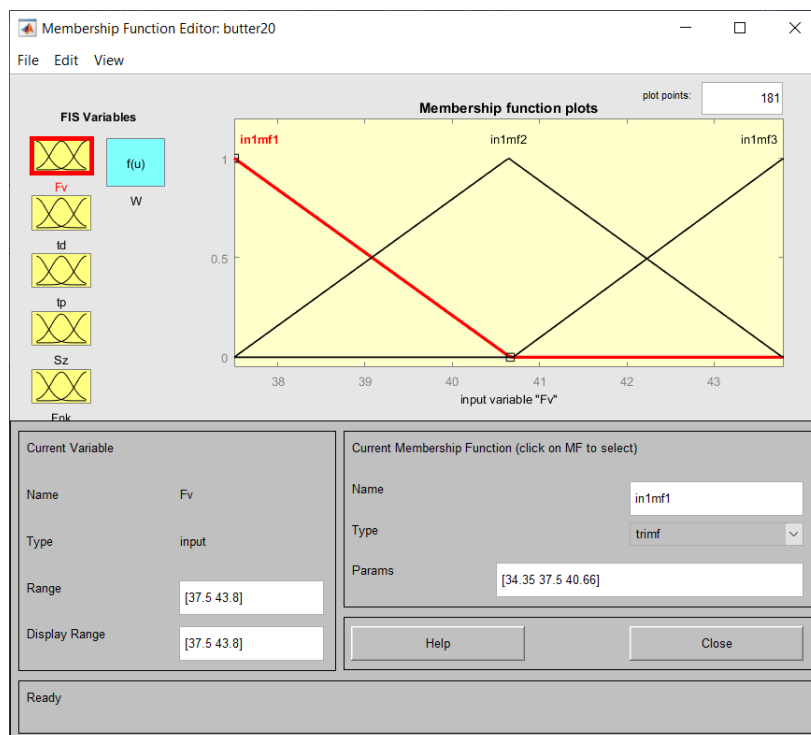 Membership Function Editor: butter20
File Edit View
FIS Variables
Fv
td
tp
Sz
f(u)
W
plot points:
181
Membership function plots
in1mf1
in1mf2
in1mf3
1
0.5
0
38 39 40 41 42 43
input variable "Fv"
Current Variable
Name Fv
Type input
Range [37.5 43.8]
Display Range [37.5 43.8]
Current Membership Function (click on MF to select)
Name in1mf1
Type trimf
Params [34.35 37.5 40.66]
Help
Close
Ready